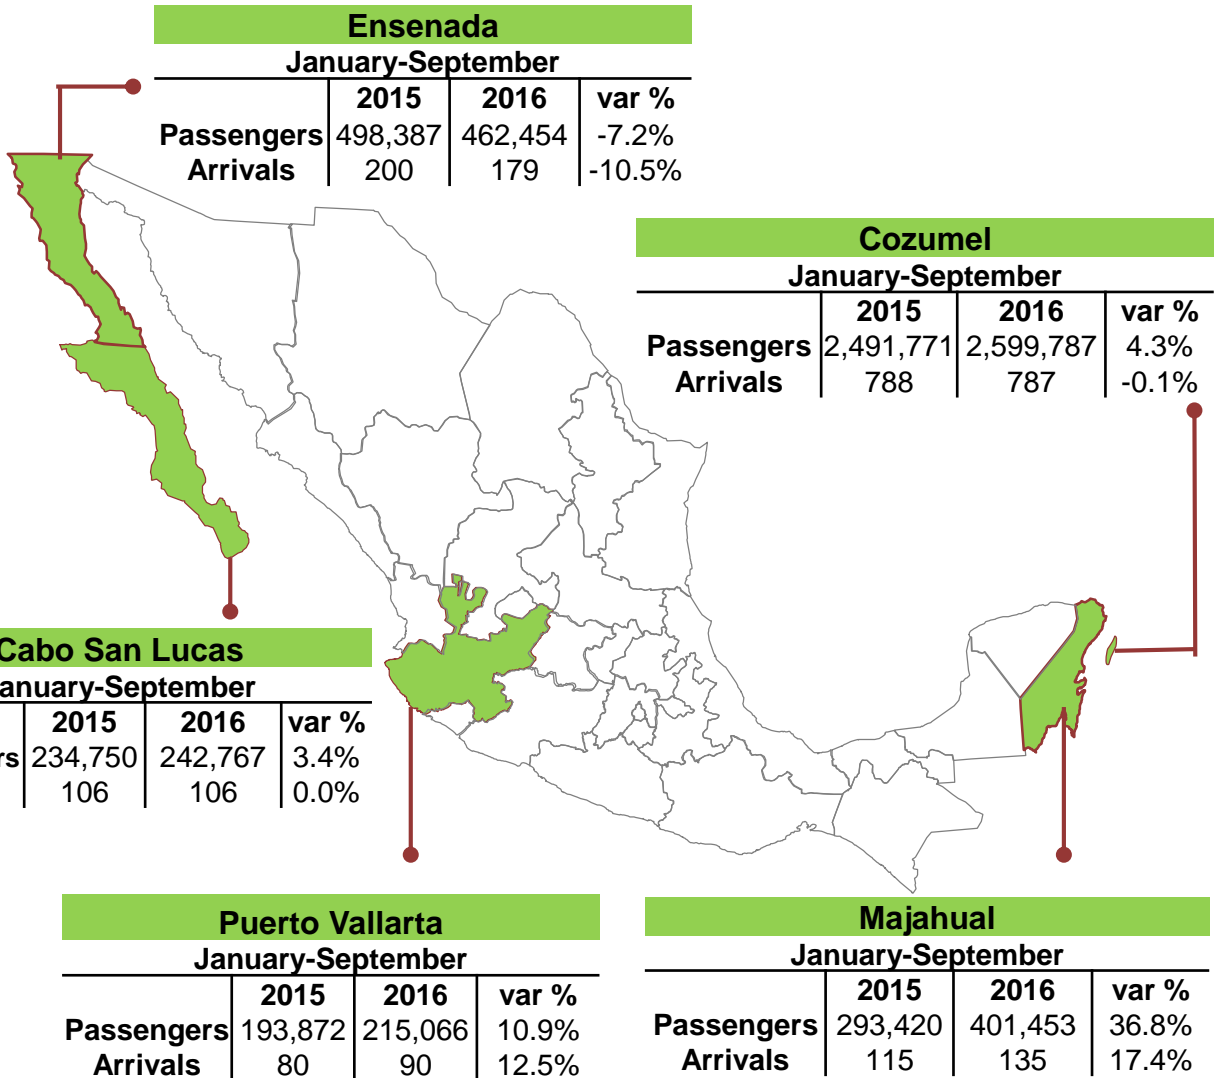 Ensenada
January-September
2015 2016 var %
Passengers 498,387 462,454 -7.2%
Arrivals 200 179 -10.5%
Cozumel
January-September
2015 2016 var %
Passengers 2,491,771 2,599,787 4.3%
Arrivals 788 787 -0.1%
Cabo San Lucas
anuary-September
2015 2016 var %
rs 234,750 242,767 3.4%
106 106 0.0%
Puerto Vallarta
January-September
2015 2016 var %
Passengers 193,872 215,066 10.9%
Arrivals 80 90 12.5%
Majahual
January-September
2015 2016 var %
Passengers 293,420 401,453 36.8%
Arrivals 115 135 17.4%